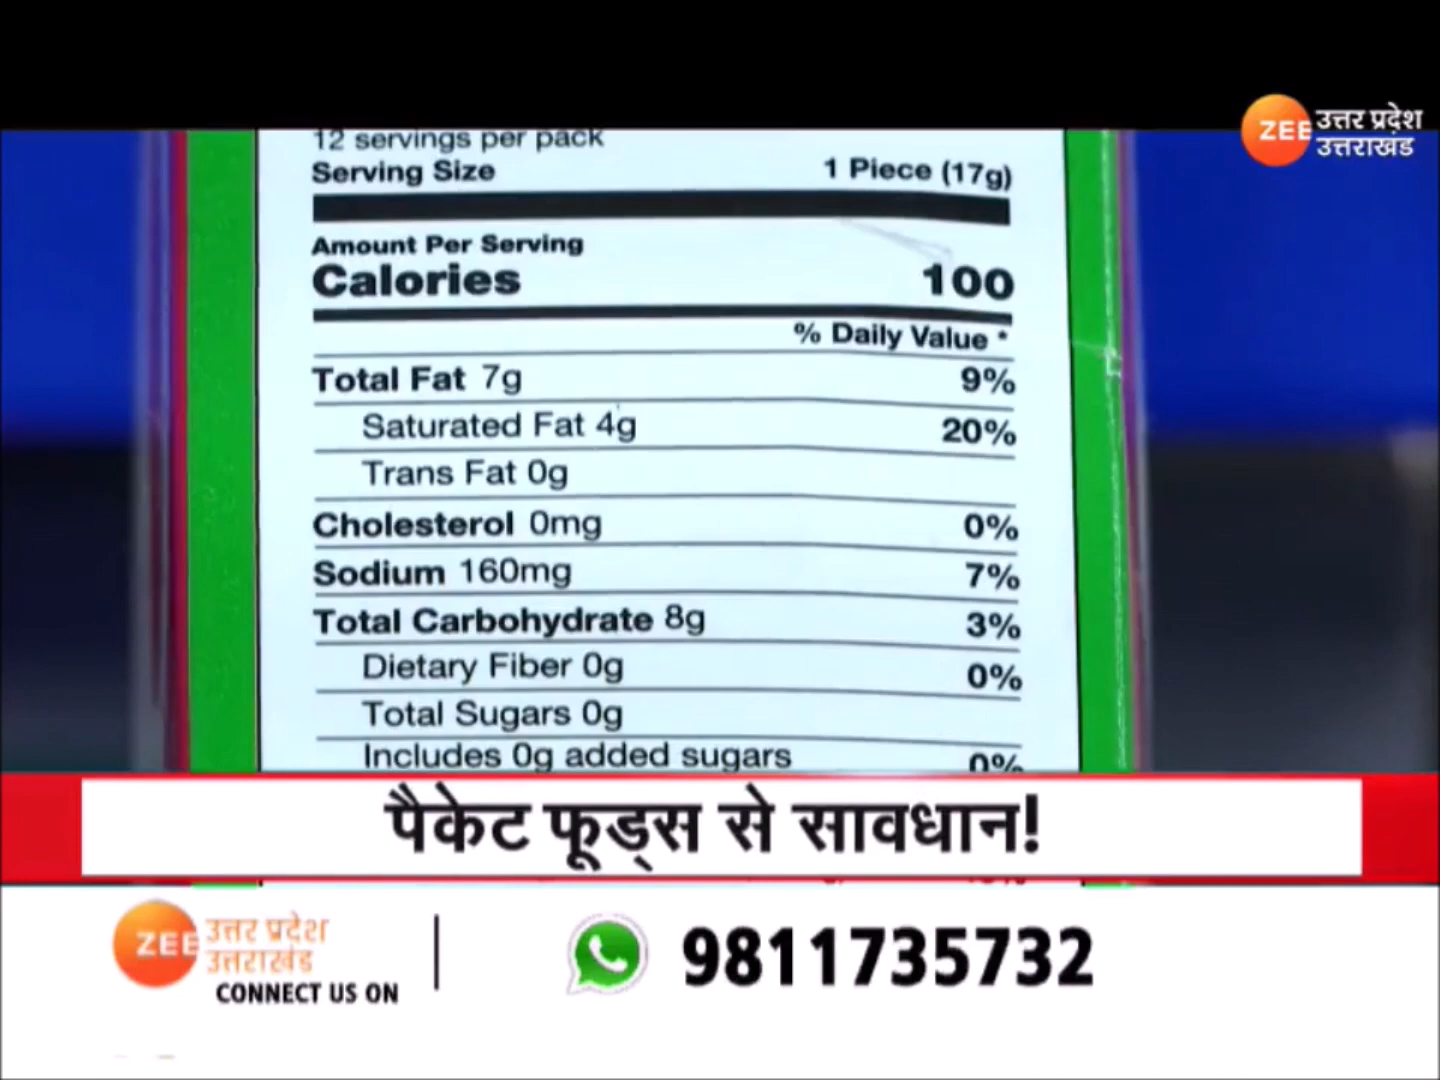 ZEE उत्तर प्रदेश
उत्तराखंड
12 servings per pack
Serving Size 1 Piece (17g)
Amount Per Serving
Calories 100
% Daily Value *
Total Fat 7g 9%
Saturated Fat 4g 20%
Trans Fat 0g
Cholesterol 0mg 0%
Sodium 160mg 7%
Total Carbohydrate 8g 3%
Dietary Fiber 0g 0%
Total Sugars 0g
Includes 0g added sugars 0%
पैकेट फूड्स से सावधान!
ZEE उत्तर प्रदेश
उत्तराखंड
CONNECT US ON
9811735732